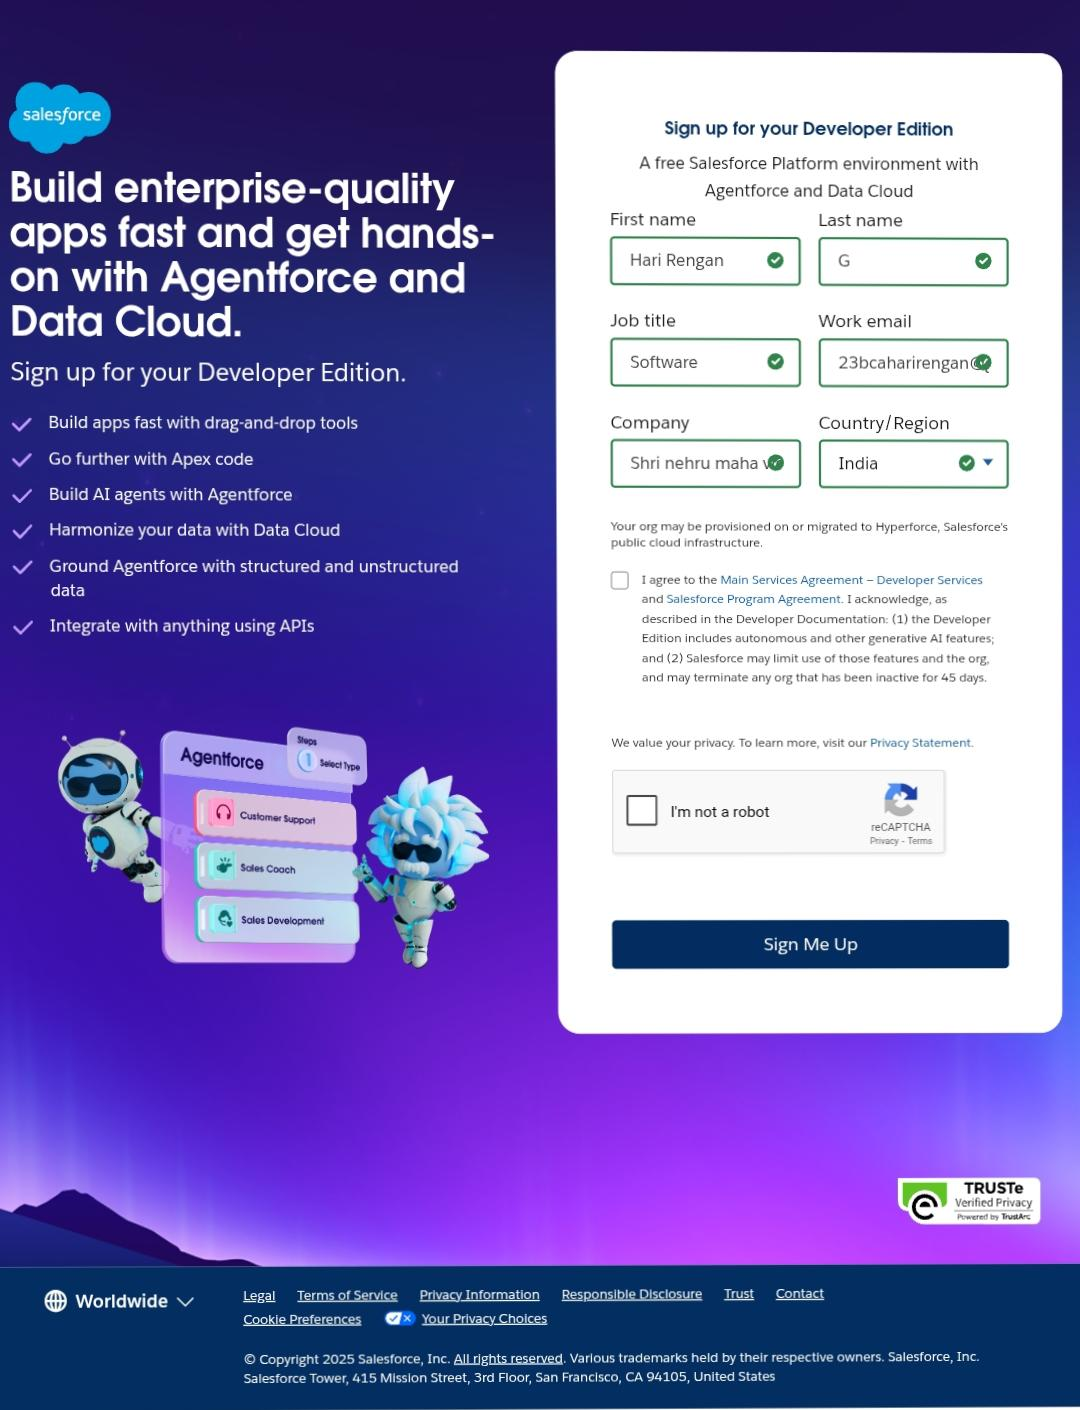 salesforce
Build enterprise-quality
apps fast and get hands-
on with Agentforce and
Data Cloud.
Sign up for your Developer Edition.
Build apps fast with drag-and-drop tools
Go further with Apex code
Build AI agents with Agentforce
Harmonize your data with Data Cloud
Ground Agentforce with structured and unstructured
data
Integrate with anything using APIs
Agentforce
Steps
1 Select Type
Customer Support
Sales Coach
Sales Development
Sign up for your Developer Edition
A free Salesforce Platform environment with
Agentforce and Data Cloud
First name Last name
Hari Rengan G
Job title Work email
Software 23bcaharirengan@
Company Country/Region
Shri nehru maha India
Your org may be provisioned on or migrated to Hyperforce, Salesforce's
public cloud infrastructure.
I agree to the Main Services Agreement – Developer Services
and Salesforce Program Agreement. I acknowledge, as
described in the Developer Documentation: (1) the Developer
Edition includes autonomous and other generative AI features;
and (2) Salesforce may limit use of those features and the org,
and may terminate any org that has been inactive for 45 days.
We value your privacy. To learn more, visit our Privacy Statement.
I'm not a robot
reCAPTCHA
Privacy - Terms
Sign Me Up
TRUSTe
Verified Privacy
Powered by TrustArc
Worldwide
Legal Terms of Service Privacy Information Responsible Disclosure Trust Contact
Cookie Preferences Your Privacy Choices
© Copyright 2025 Salesforce, Inc. All rights reserved. Various trademarks held by their respective owners. Salesforce, Inc.
Salesforce Tower, 415 Mission Street, 3rd Floor, San Francisco, CA 94105, United States